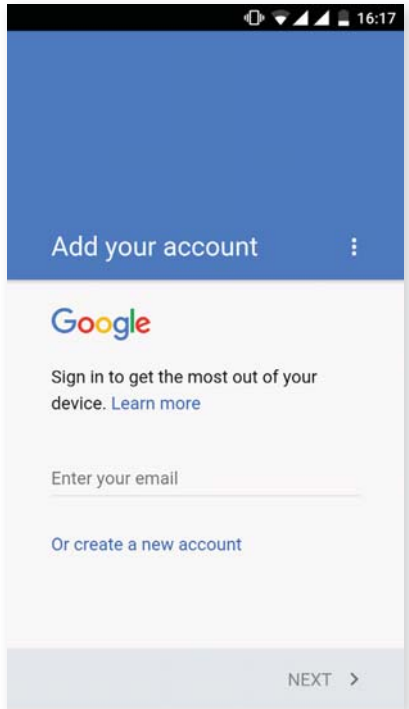 16:17
Add your account
Google
Sign in to get the most out of your
device. Learn more
Enter your email
Or create a new account
NEXT